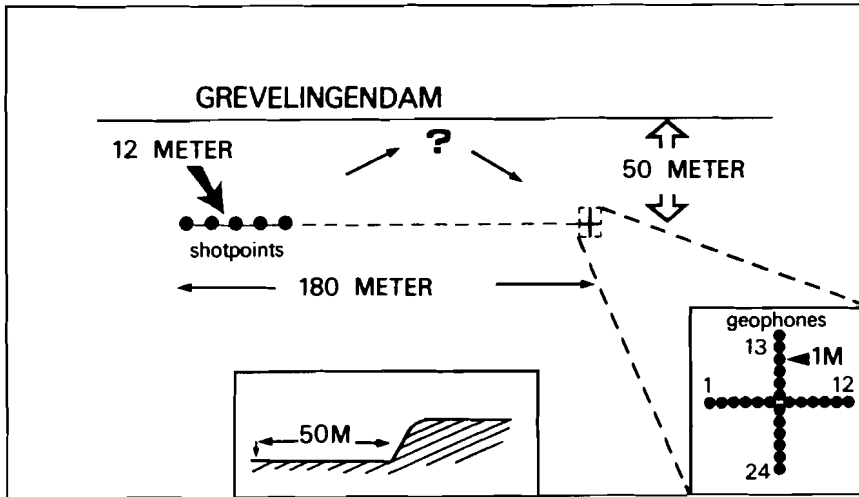 GREVELINGENDAM
12 METER
?
50 METER
shotpoints
180 METER
geophones
13
1M
1
12
50M
24